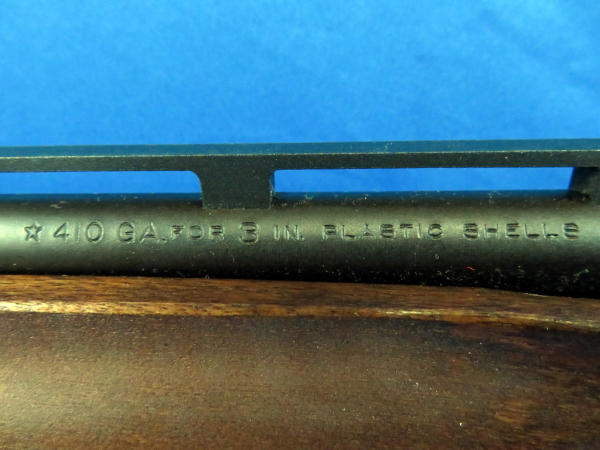 ☆ 410 GA. FOR 3 IN. PLASTIC SHELLS